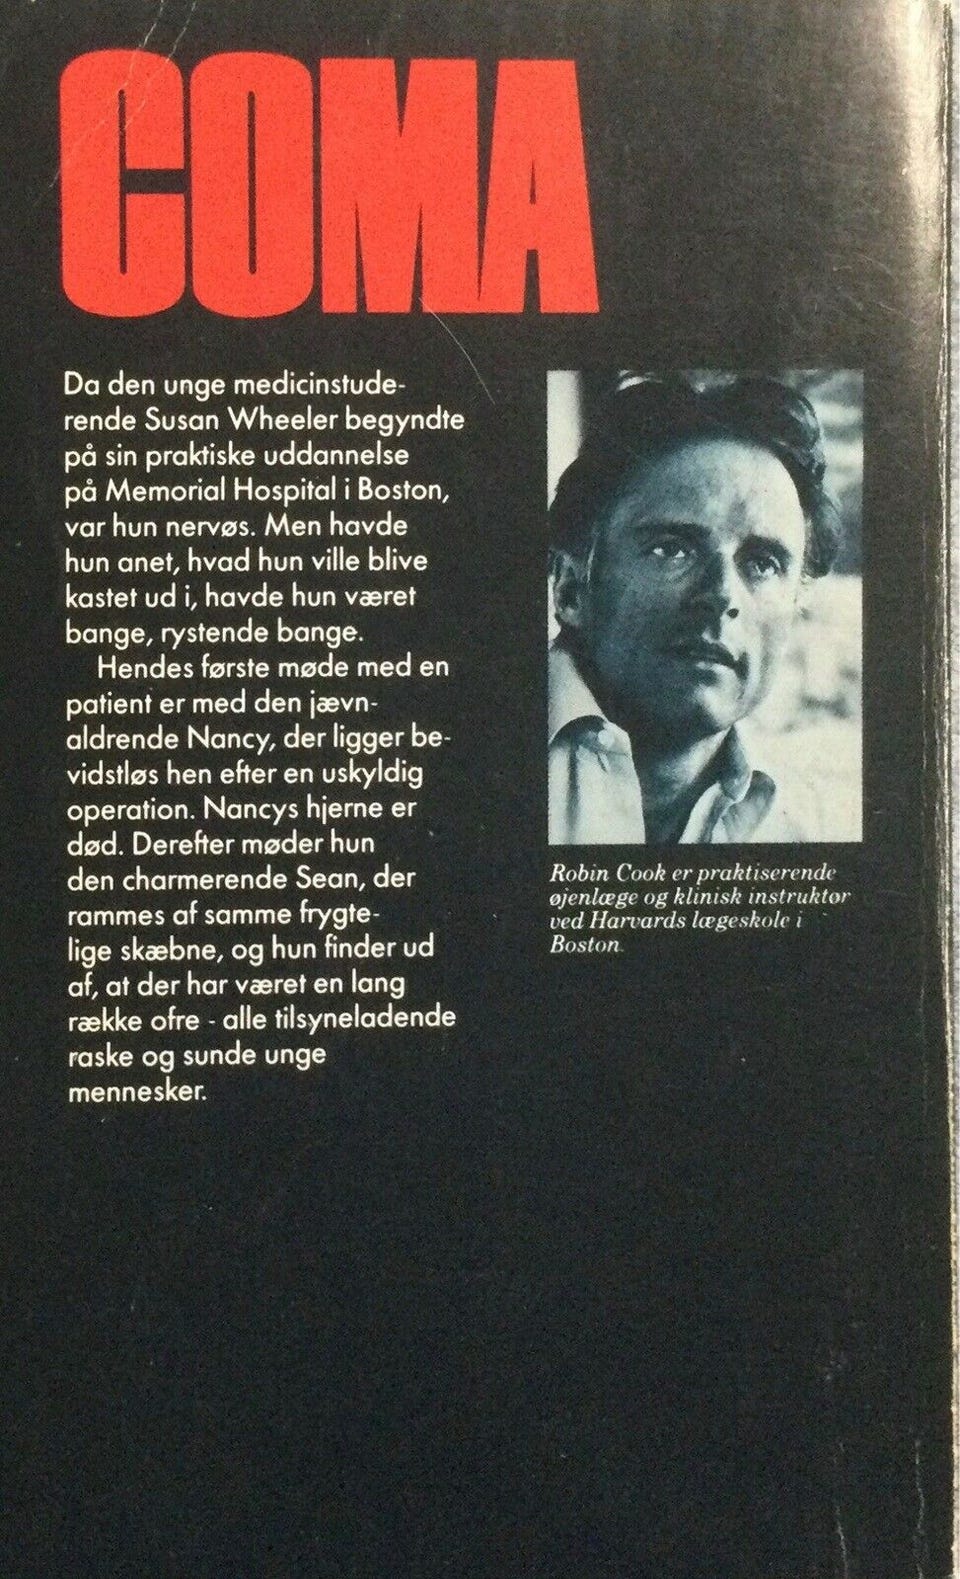 COMA
Da den unge medicinstude-
rende Susan Wheeler begyndte
på sin praktiske uddannelse
på Memorial Hospital i Boston,
var hun nervøs. Men havde
hun anet, hvad hun ville blive
kastet ud i, havde hun været
bange, rystende bange.
Hendes første møde med en
patient er med den jævn-
aldrende Nancy, der ligger be-
vidstløs hen efter en uskyldig
operation. Nancys hjerne er
død. Derefter møder hun
den charmerende Sean, der
rammes af samme frygte-
lige skæbne, og hun finder ud
af, at der har været en lang
række ofre - alle tilsyneladende
raske og sunde unge
mennesker.
Robin Cook er praktiserende
øjenlæge og klinisk instruktør
ved Harvards lægeskole i
Boston.